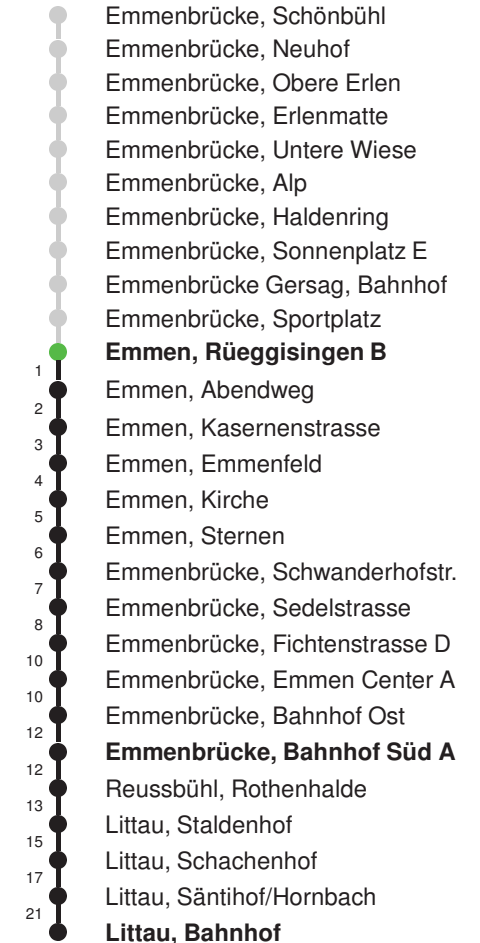 Emmenbrücke, Schönbühl
Emmenbrücke, Neuhof
Emmenbrücke, Obere Erlen
Emmenbrücke, Erlenmatte
Emmenbrücke, Untere Wiese
Emmenbrücke, Alp
Emmenbrücke, Haldenring
Emmenbrücke, Sonnenplatz E
Emmenbrücke Gersag, Bahnhof
Emmenbrücke, Sportplatz
Emmen, Rüeggisingen B
1
Emmen, Abendweg
2
Emmen, Kasernenstrasse
3
Emmen, Emmenfeld
4
Emmen, Kirche
5
Emmen, Sternen
6
Emmenbrücke, Schwanderhofstr.
7
Emmenbrücke, Sedelstrasse
8
Emmenbrücke, Fichtenstrasse D
10
Emmenbrücke, Emmen Center A
10
Emmenbrücke, Bahnhof Ost
12
Emmenbrücke, Bahnhof Süd A
12
Reussbühl, Rothenhalde
13
Littau, Staldenhof
15
Littau, Schachenhof
17
Littau, Säntihof/Hornbach
21
Littau, Bahnhof